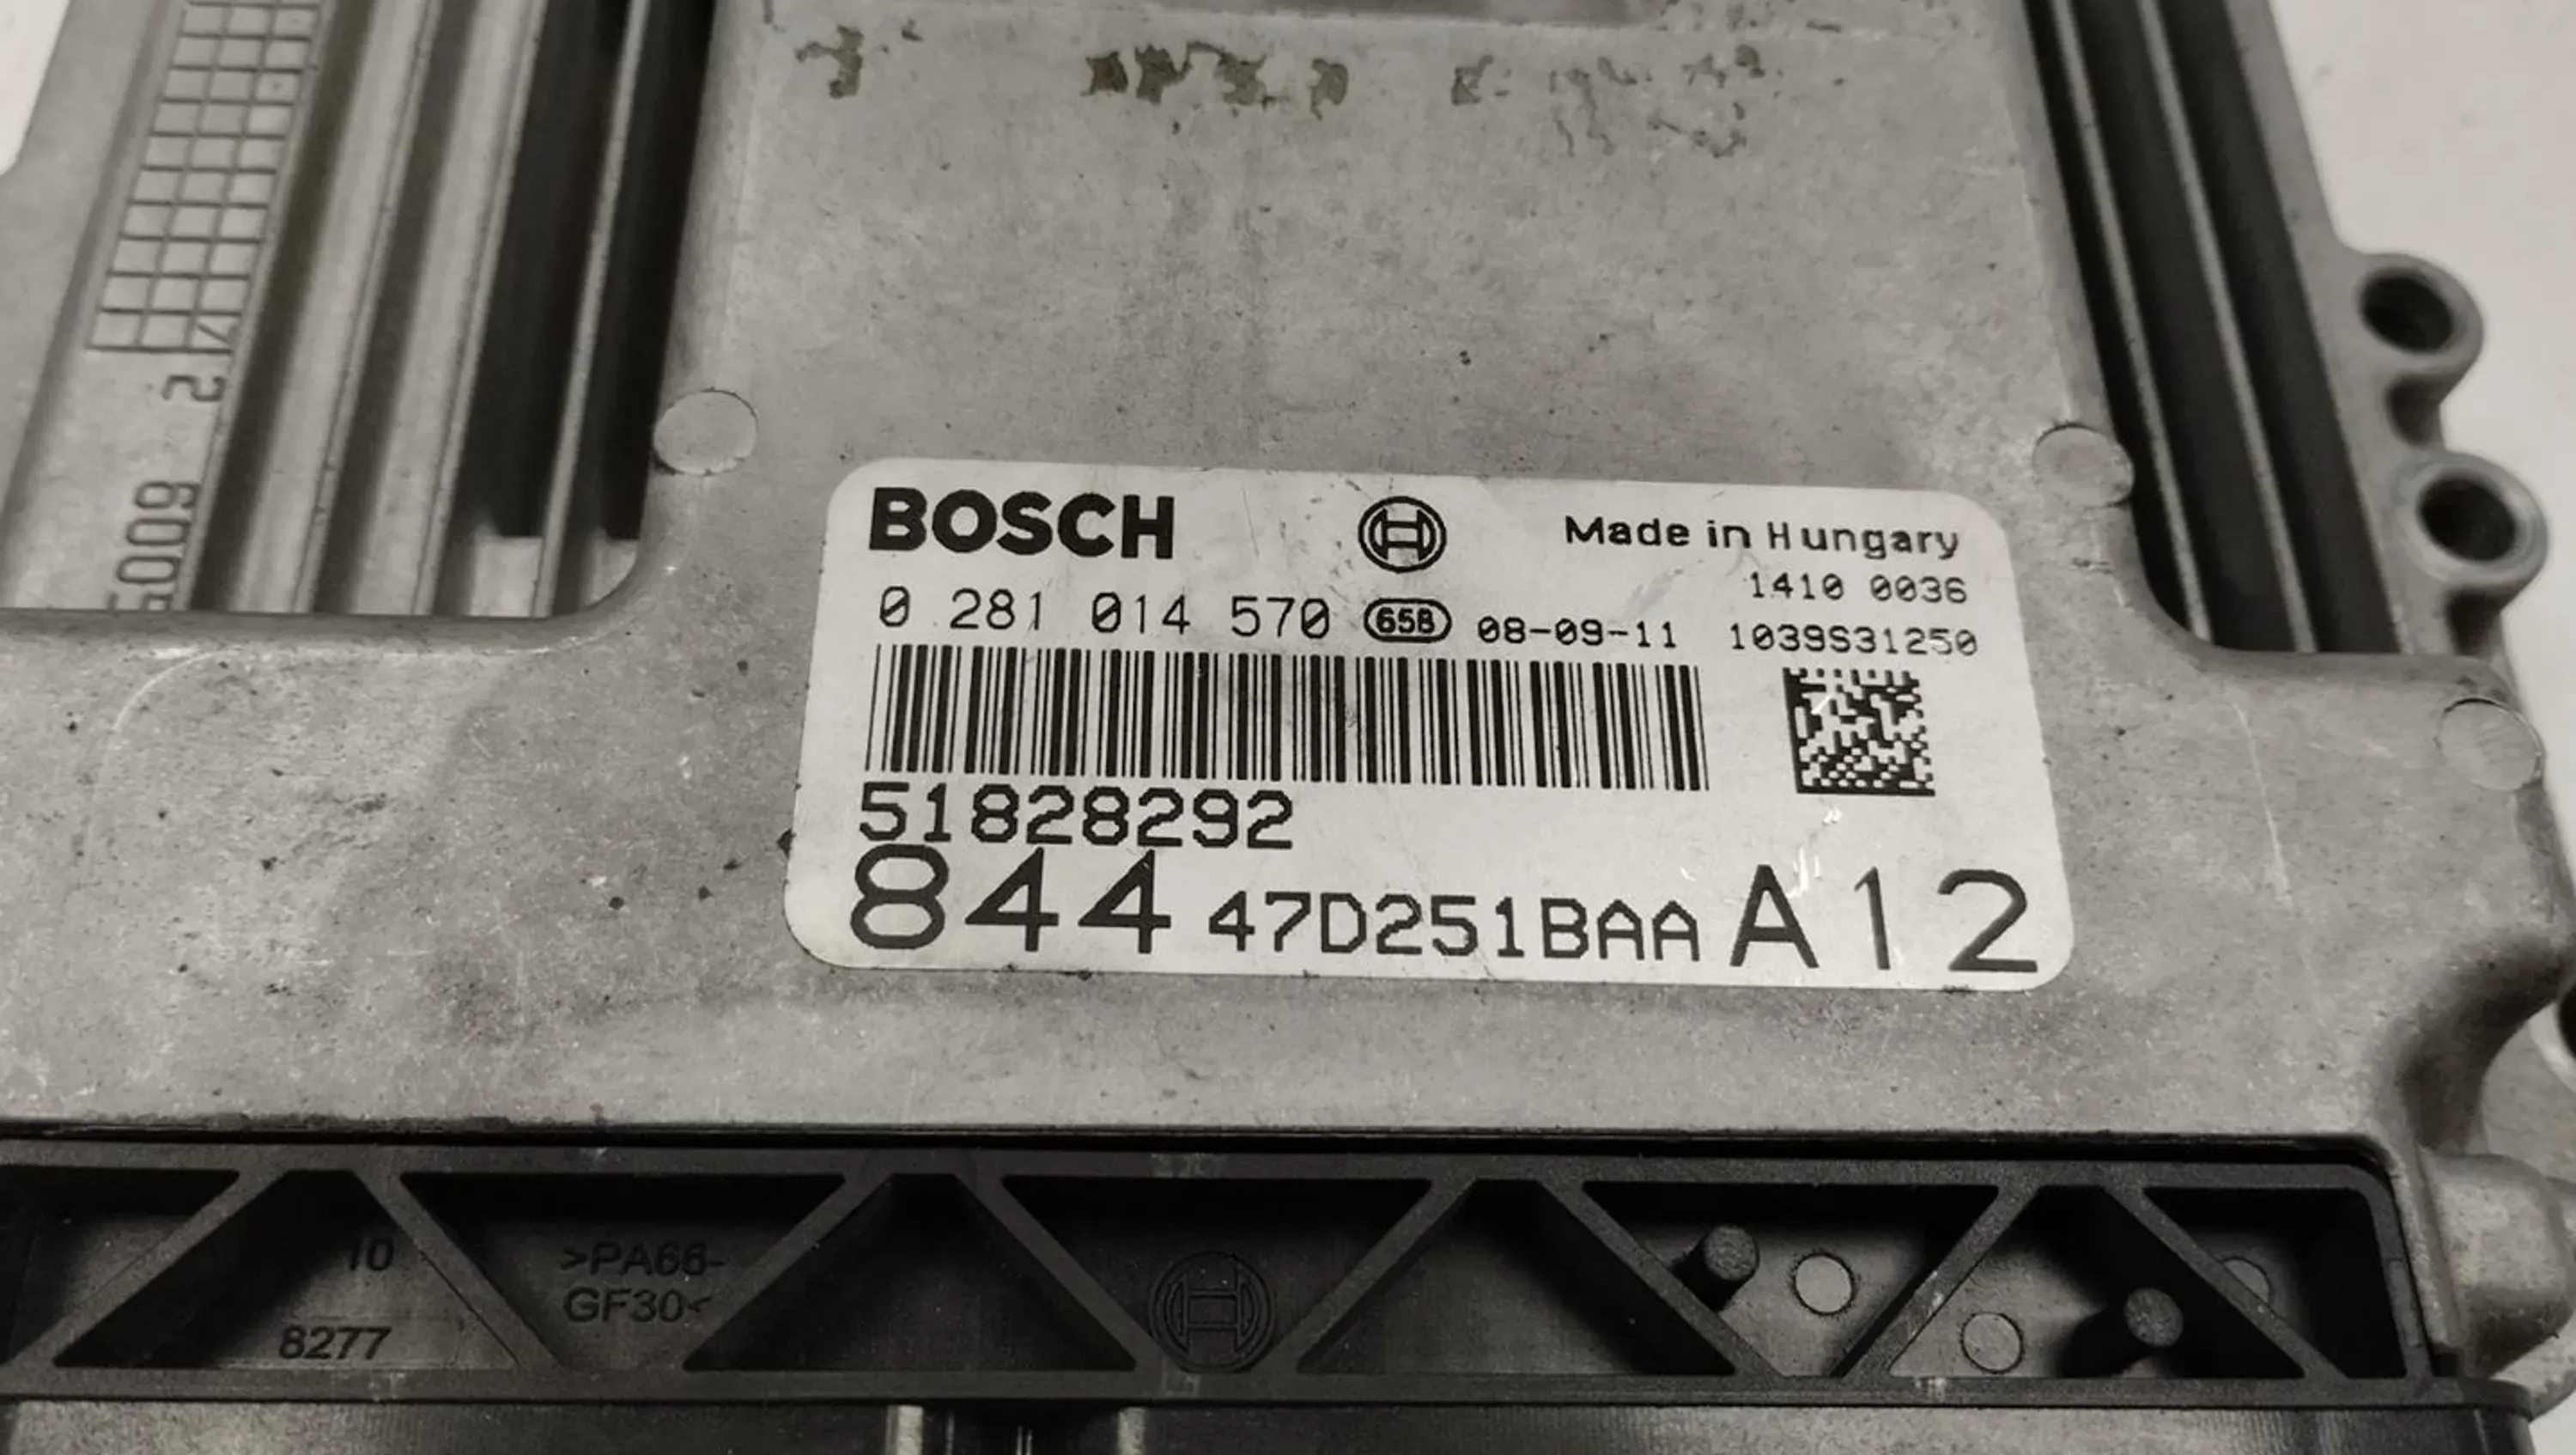 BOSCH
Made in Hungary
1410 0036
0 281 014 570 658 08-09-11 1039S31250
51828292
844 47D251BAA A12
10
8277
>PA66-
GF30<